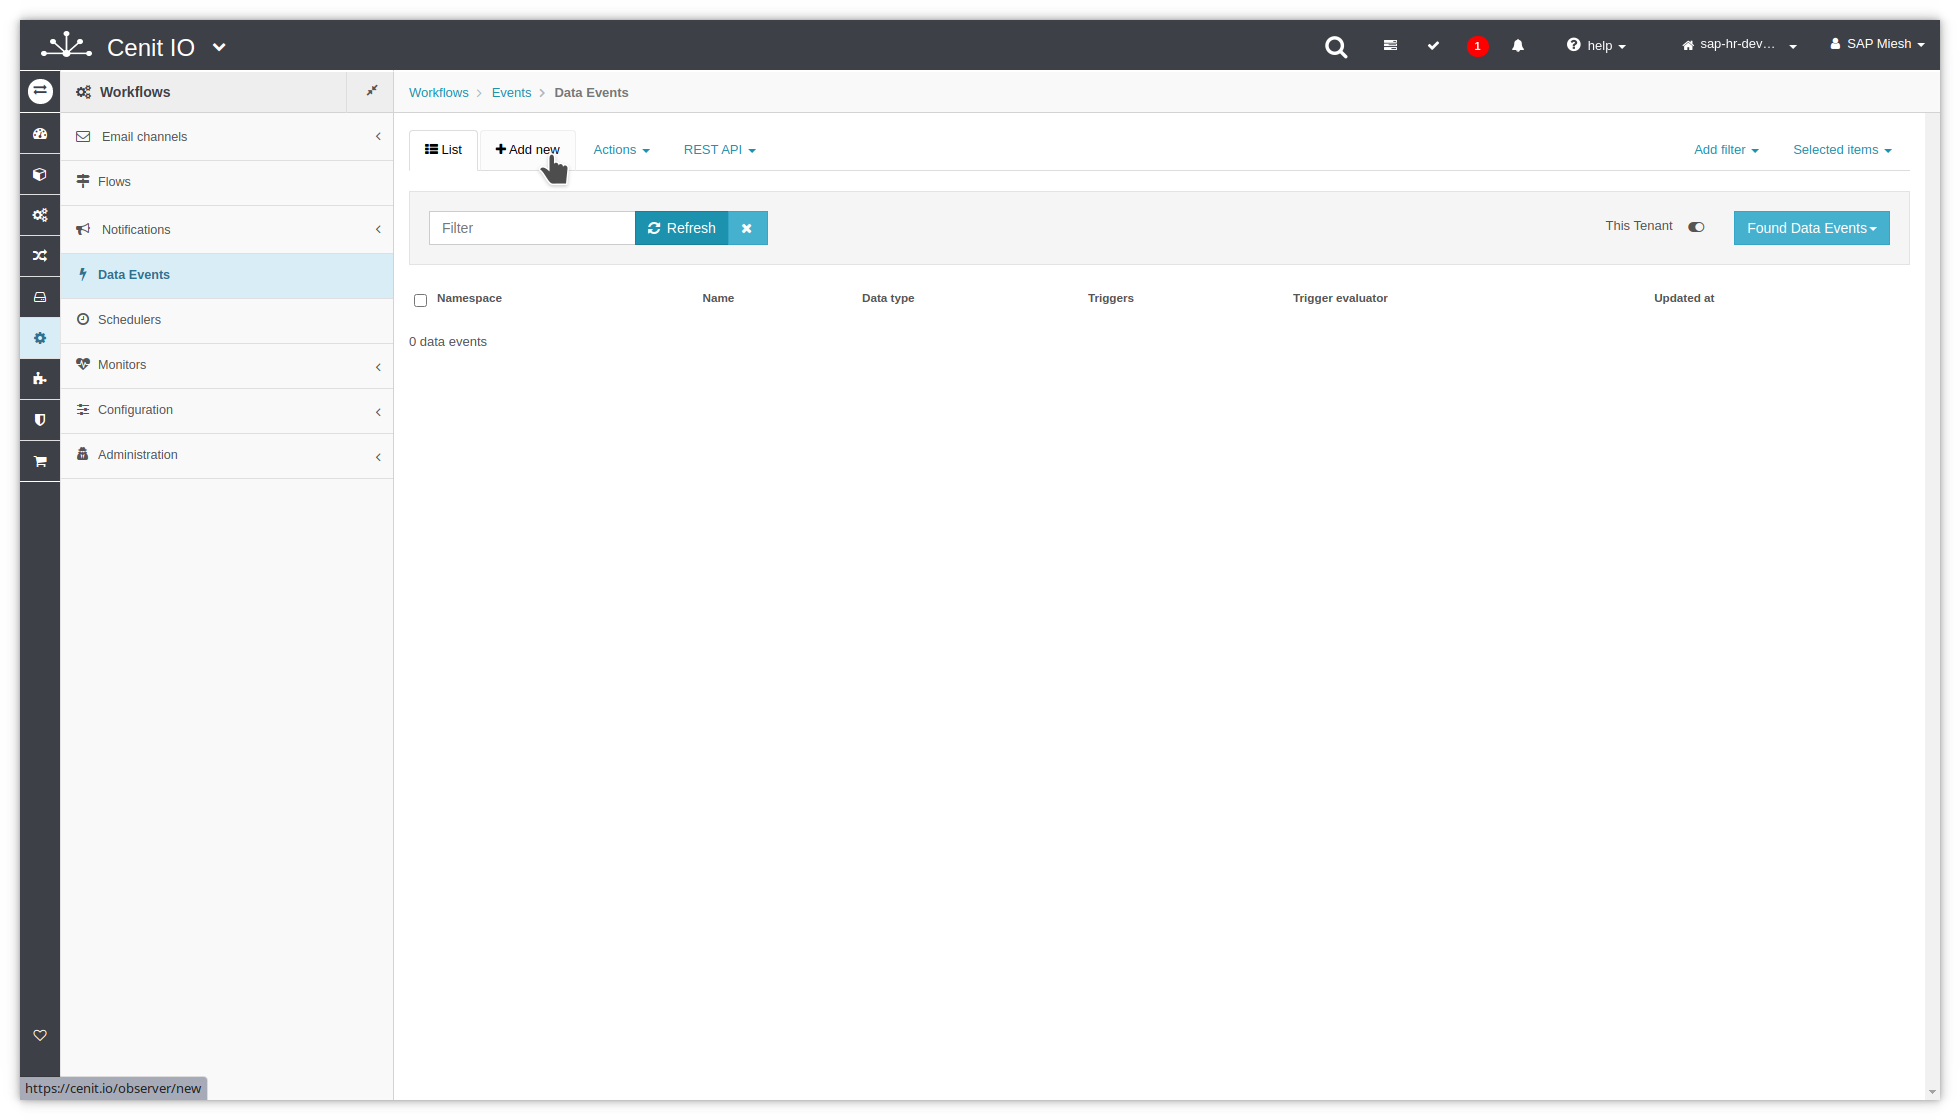 Cenit IO
1
help
sap-hr-dev...
SAP Miesh
Workflows
Workflows
Events
Data Events
Email channels
Flows
Notifications
Data Events
Schedulers
Monitors
Configuration
Administration
List
Add new
Actions
REST API
Add filter
Selected items
Filter
Refresh
This Tenant
Found Data Events
Namespace
Name
Data type
Triggers
Trigger evaluator
Updated at
0 data events
https://cenit.io/observer/new